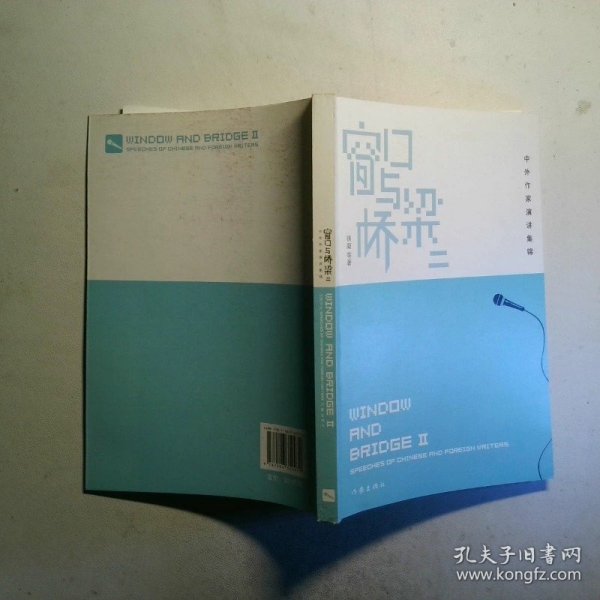 WINDOW AND BRIDGE II
SPEECHES OF CHINESE AND FOREIGN WRITERS
窗口与桥梁二
WINDOW AND BRIDGE II
窗口
与
桥梁二
中外作家演讲集锦
WINDOW
AND
BRIDGE II
SPEECHES OF CHINESE AND FOREIGN WRITERS
作家出版社
孔夫子旧书网
www.kongfz.com